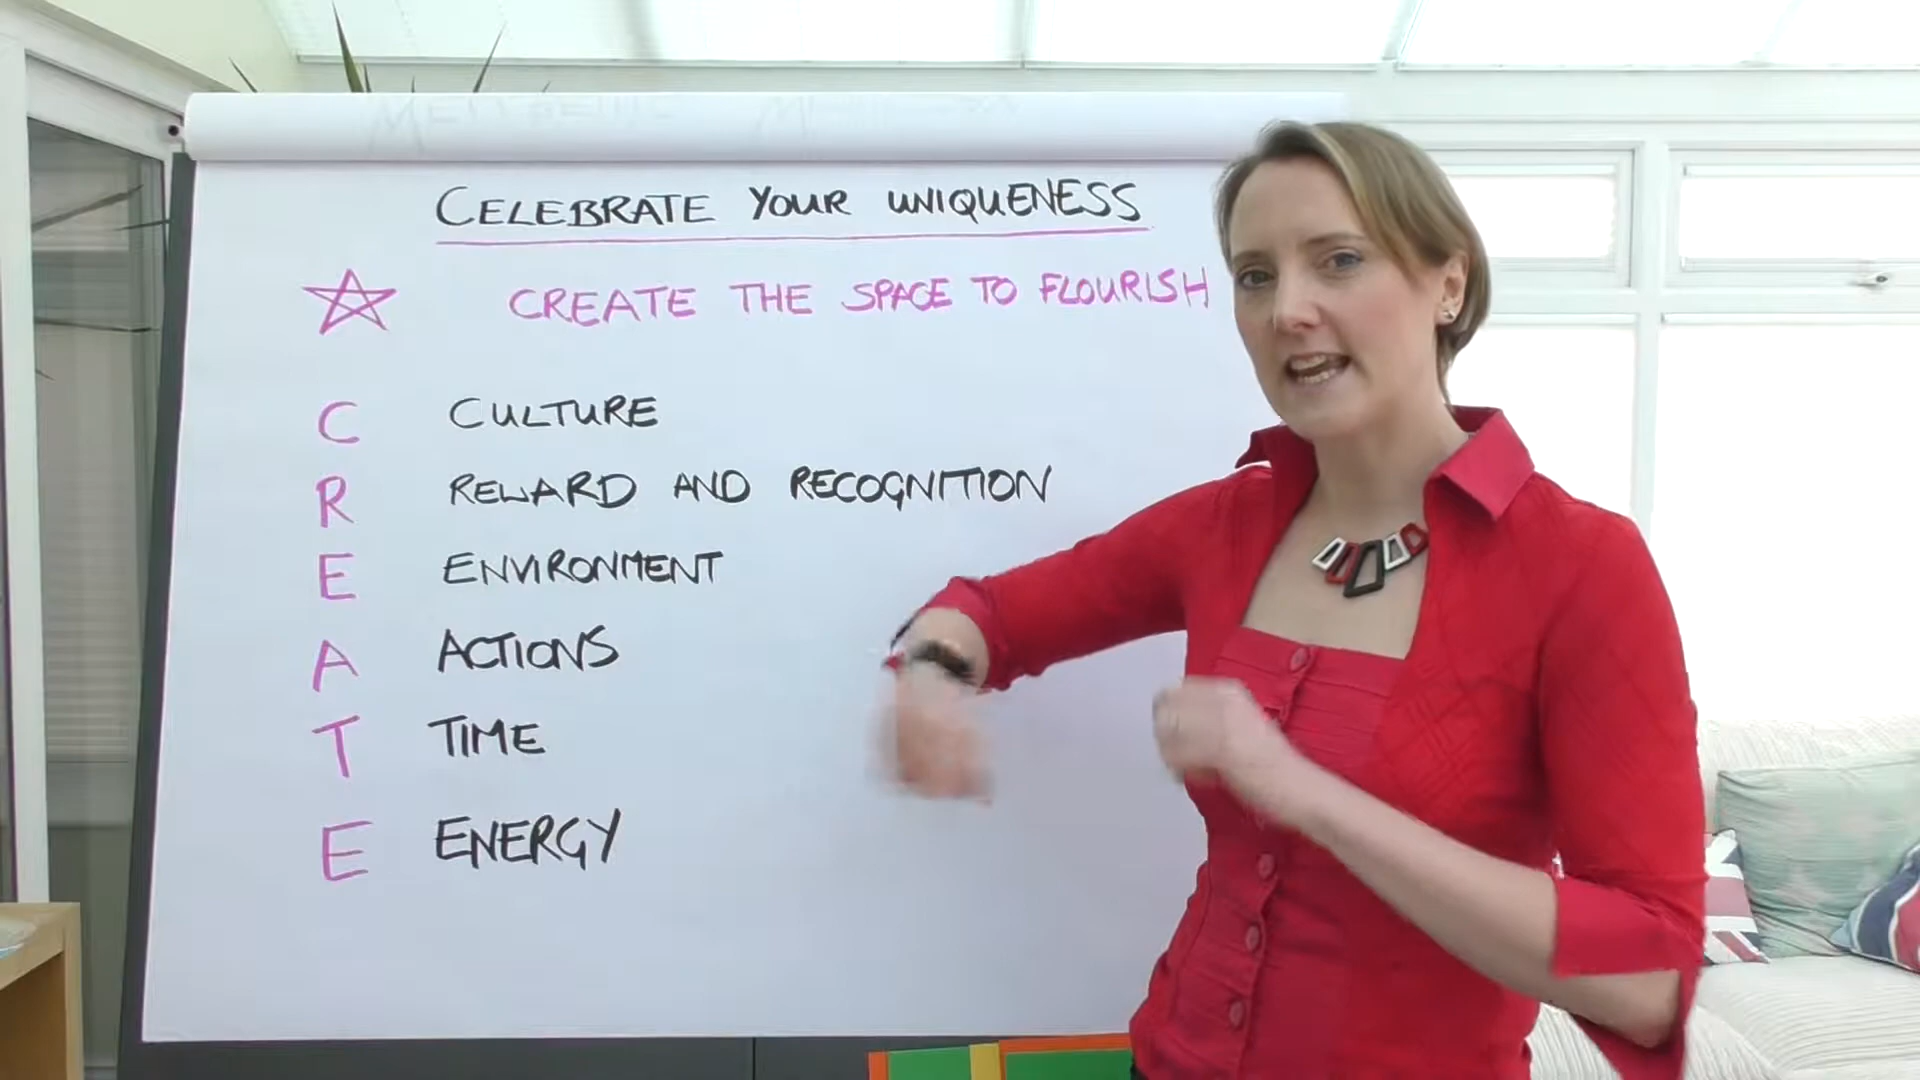 CELEBRATE YOUR UNIQUENESS
CREATE THE SPACE TO FLOURISH
C CULTURE
R REWARD AND RECOGNITION
E ENVIRONMENT
A ACTIONS
T TIME
E ENERGY